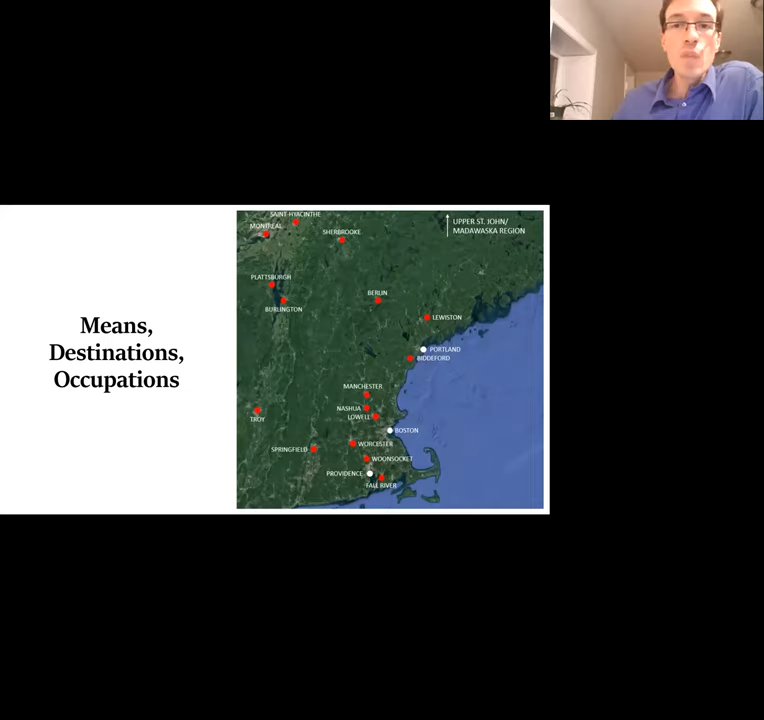 Means,
Destinations,
Occupations
SAINT-HYACINTHE
MONTREAL
SHERBROOKE
UPPER ST. JOHN/
MADAWASKA REGION
PLATTSBURGH
BURLINGTON
BERLIN
LEWISTON
PORTLAND
BIDDEFORD
MANCHESTER
NASHUA
LOWELL
TROY
BOSTON
WORCESTER
SPRINGFIELD
WOONSOCKET
PROVIDENCE
FALL RIVER